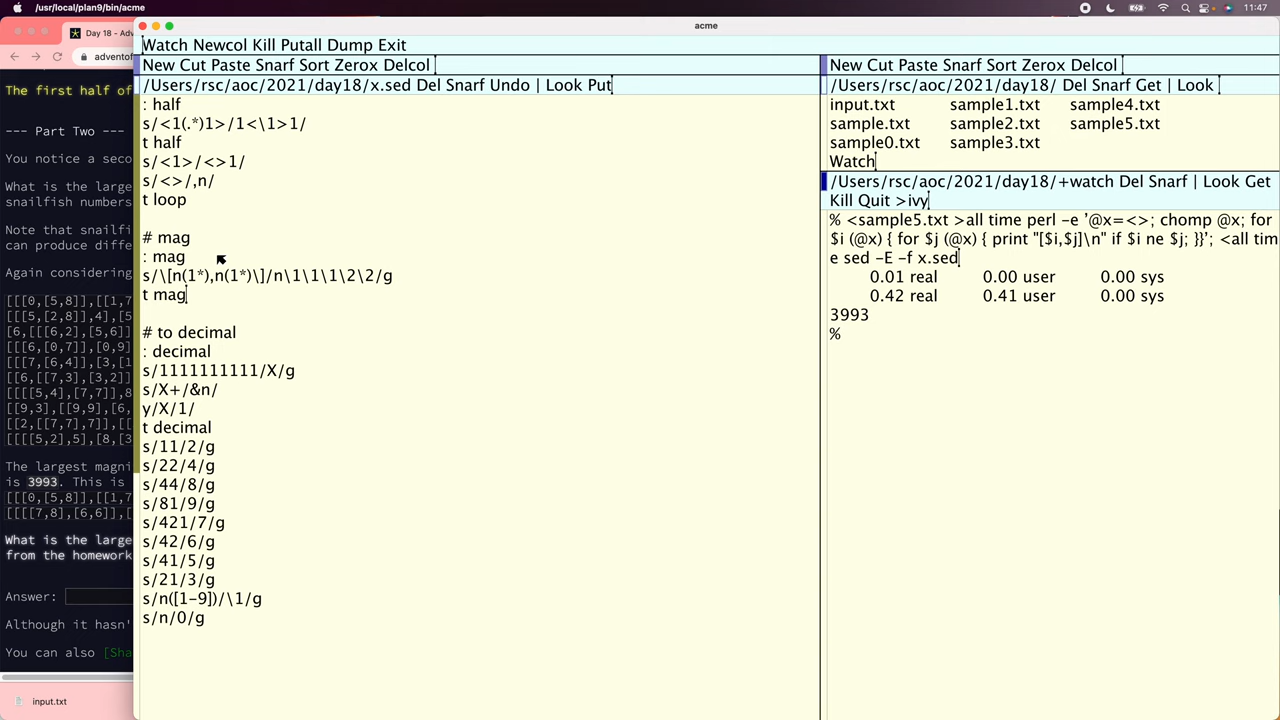 /usr/local/plan9/bin/acme
11:47
Day 18 - Adv
adventof
The first half of
--- Part Two ---
You notice a seco
What is the large
snailfish numbers
Note that snailfi
can produce diffe
Again considering
[[[0,[5,8]],[[1,7
[[[5,[2,8]],4],[5
[6,[[[6,2],[5,6]]
[[[6,[0,7]],[0,9]
[[[7,[6,4]],[3,[1
[[6,[[7,3],[3,2]]
[[[[5,4],[7,7]],8
[[9,3],[[9,9],[6,
[[2,[[7,7],7]],[[
[[[[5,2],5],[8,[3
The largest magni
is 3993. This is
[[[0,[5,8]],[[1,7
[[[[7,8],[6,6]],[
What is the large
from the homework
Answer:
Although it hasn'
You can also [Sha
input.txt
acme
Watch Newcol Kill Putall Dump Exit
New Cut Paste Snarf Sort Zerox Delcol
/Users/rsc/aoc/2021/day18/x.sed Del Snarf Undo | Look Put
: half
s/<1(.*)1>/1<\1>1/
t half
s/<1>/<>1/
s/<>/,n/
t loop
# mag
: mag
s/\[n(1*),n(1*)\]/n\1\1\1\2\2/g
t mag
# to decimal
: decimal
s/1111111111/X/g
s/X+/&n/
y/X/1/
t decimal
s/11/2/g
s/22/4/g
s/44/8/g
s/81/9/g
s/421/7/g
s/42/6/g
s/41/5/g
s/21/3/g
s/n([1-9])/\1/g
s/n/0/g
New Cut Paste Snarf Sort Zerox Delcol
/Users/rsc/aoc/2021/day18/ Del Snarf Get | Look
input.txt sample1.txt sample4.txt
sample.txt sample2.txt sample5.txt
sample0.txt sample3.txt
Watch
/Users/rsc/aoc/2021/day18/+watch Del Snarf | Look Get
Kill Quit >ivy
% <sample5.txt >all time perl -e '@x=<>; chomp @x; for
$i (@x) { for $j (@x) { print "[$i,$j]\n" if $i ne $j; }}'; <all tim
e sed -E -f x.sed
0.01 real 0.00 user 0.00 sys
0.42 real 0.41 user 0.00 sys
3993
%